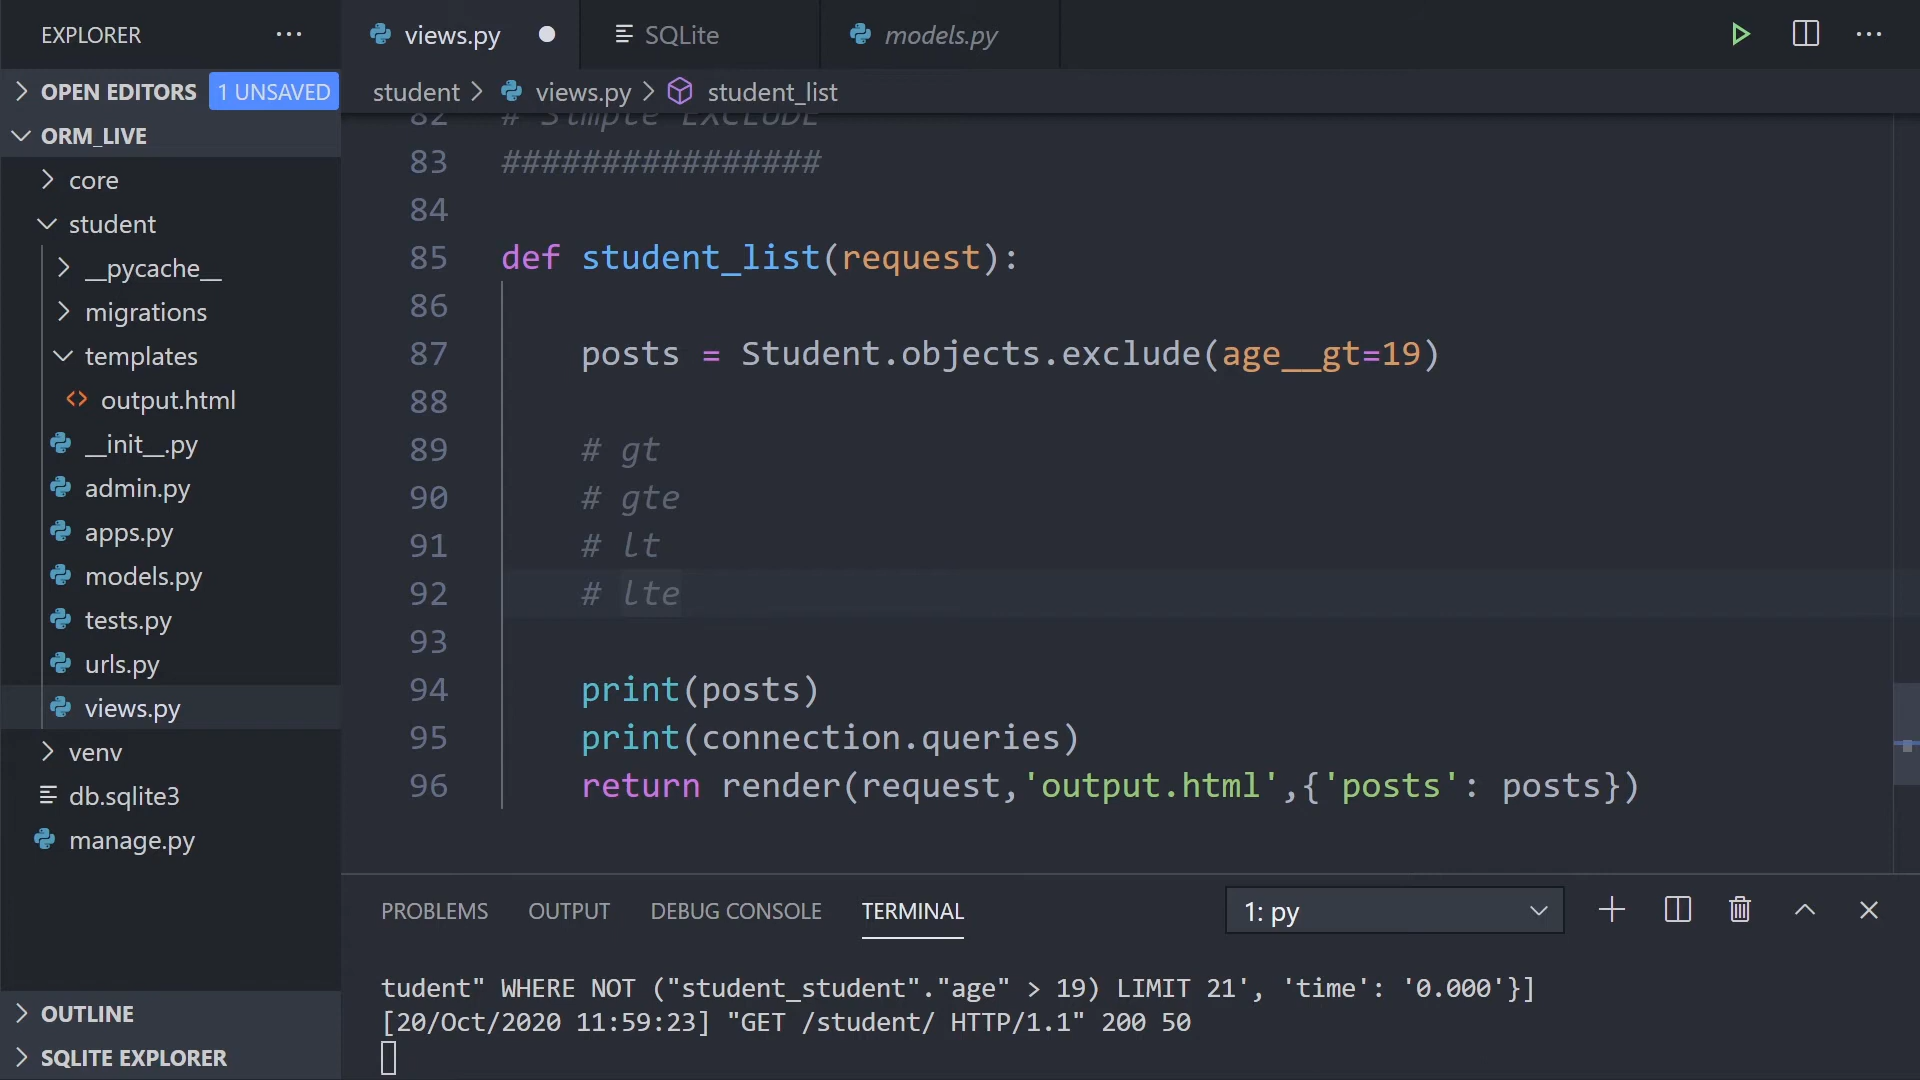 EXPLORER
OPEN EDITORS 1 UNSAVED
ORM_LIVE
core
student
__pycache__
migrations
templates
output.html
__init__.py
admin.py
apps.py
models.py
tests.py
urls.py
views.py
venv
db.sqlite3
manage.py
OUTLINE
SQLITE EXPLORER
views.py SQLite models.py
student > views.py > student_list
82 # Simple EXCLUDE
83 ################
84
85 def student_list(request):
86
87 posts = Student.objects.exclude(age__gt=19)
88
89 # gt
90 # gte
91 # lt
92 # lte
93
94 print(posts)
95 print(connection.queries)
96 return render(request,'output.html',{'posts': posts})
PROBLEMS OUTPUT DEBUG CONSOLE TERMINAL 1: py
tudent" WHERE NOT ("student_student"."age" > 19) LIMIT 21', 'time': '0.000'}]
[20/Oct/2020 11:59:23] "GET /student/ HTTP/1.1" 200 50